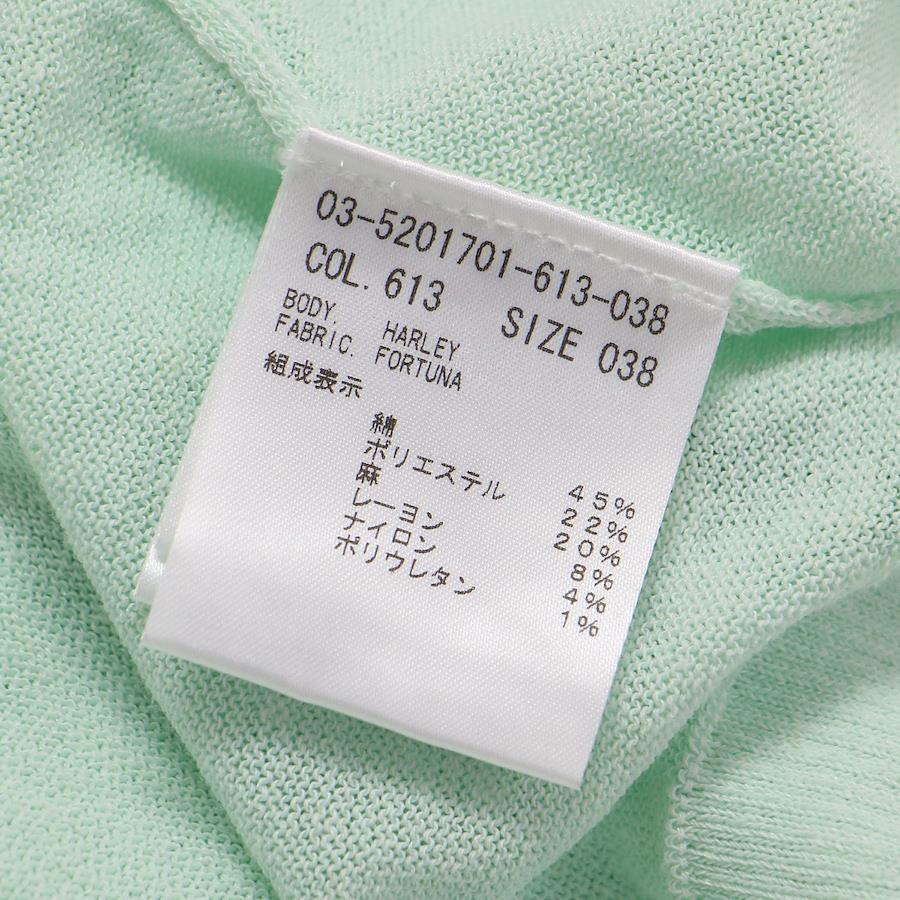 03-5201701-613-038
COL. 613 SIZE 038
BODY. HARLEY
FABRIC. FORTUNA
組成表示
綿 45%
ポリエステル 22%
麻 20%
レーヨン 8%
ナイロン 4%
ポリウレタン 1%